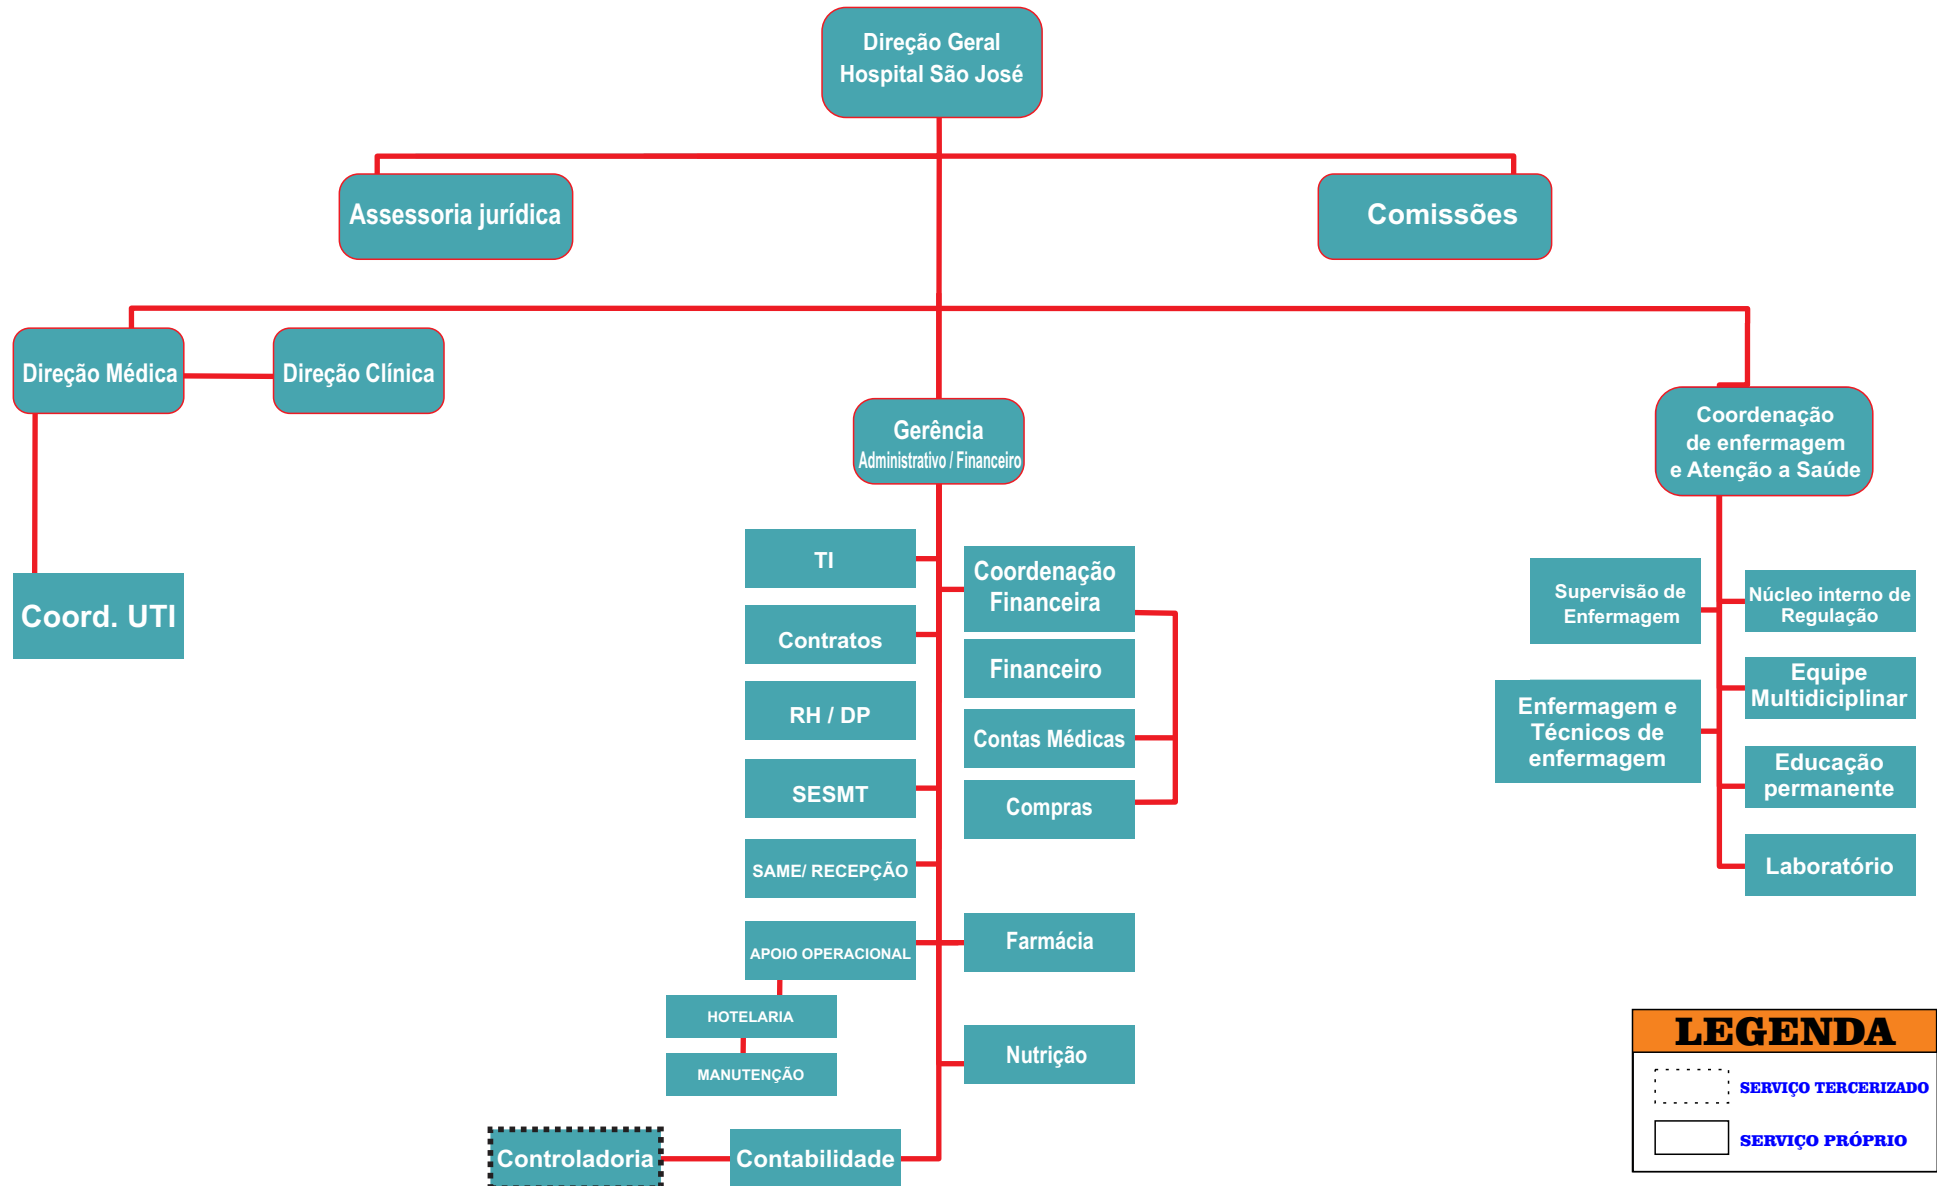 Direção Geral
Hospital São José
Assessoria jurídica
Comissões
Direção Médica
Direção Clínica
Gerência
Administrativo / Financeiro
Coordenação
de enfermagem
e Atenção a Saúde
Coord. UTI
TI
Contratos
RH / DP
SESMT
SAME/ RECEPÇÃO
APOIO OPERACIONAL
HOTELARIA
MANUTENÇÃO
Controladoria
Contabilidade
Coordenação
Financeira
Financeiro
Contas Médicas
Compras
Farmácia
Nutrição
Supervisão de
Enfermagem
Enfermagem e
Técnicos de
enfermagem
Núcleo interno de
Regulação
Equipe
Multidiciplinar
Educação
permanente
Laboratório
LEGENDA
SERVIÇO TERCERIZADO
SERVIÇO PRÓPRIO